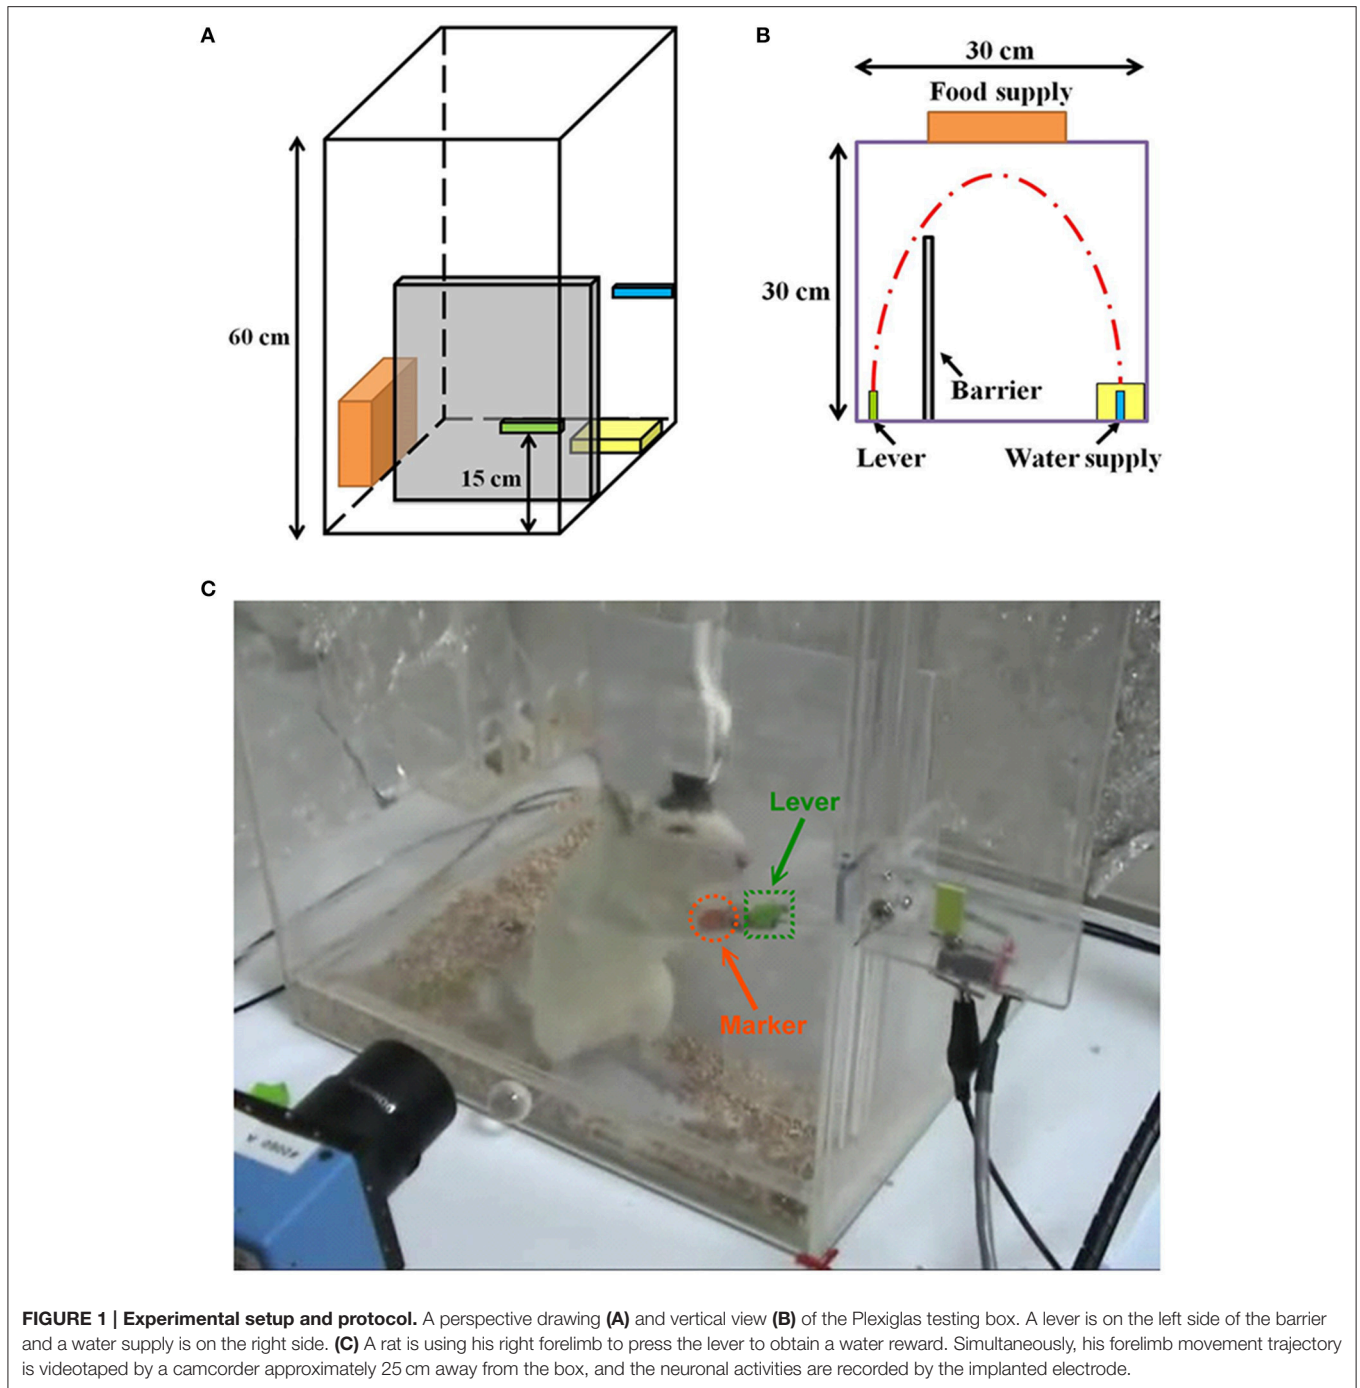 A
60 cm
15 cm
B
30 cm
Food supply
30 cm
Barrier
Lever
Water supply
C
Lever
Marker
FIGURE 1 | Experimental setup and protocol. A perspective drawing (A) and vertical view (B) of the Plexiglas testing box. A lever is on the left side of the barrier
and a water supply is on the right side. (C) A rat is using his right forelimb to press the lever to obtain a water reward. Simultaneously, his forelimb movement trajectory
is videotaped by a camcorder approximately 25 cm away from the box, and the neuronal activities are recorded by the implanted electrode.